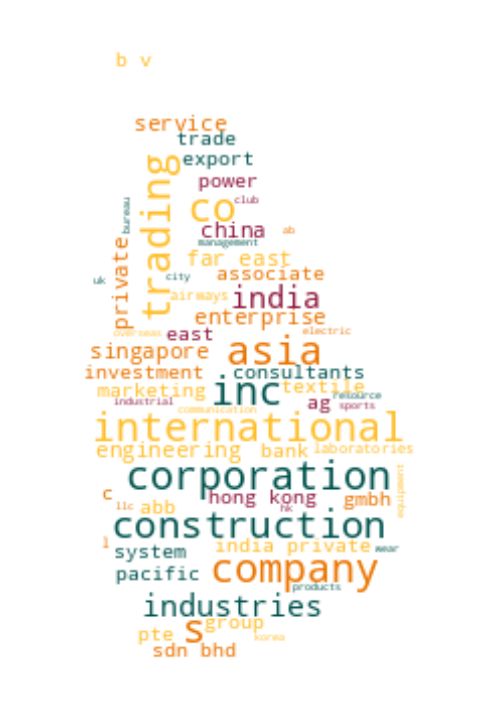 b v
service
trade
export
trading
power
club
co
bureau
china
ab
management
private
far east
city
associate
uk
airways
india
enterprise
overseas
east
electric
singapore
asia
investment
consultants
marketing
inc
textile
resource
industrial
ag
sports
communication
international
engineering
bank
laboratories
corporation
equipment
c
hong kong
gmbh
llc
abb
hk
construction
l
system
india private
wear
pacific
company
products
industries
s
group
pte
korea
sdn bhd